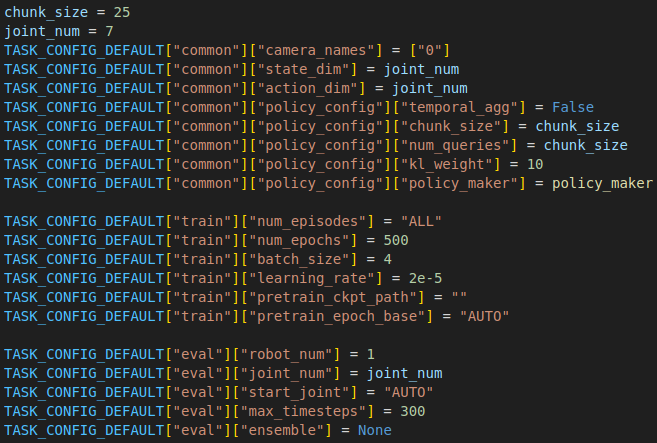 chunk_size = 25
joint_num = 7
TASK_CONFIG_DEFAULT["common"]["camera_names"] = ["0"]
TASK_CONFIG_DEFAULT["common"]["state_dim"] = joint_num
TASK_CONFIG_DEFAULT["common"]["action_dim"] = joint_num
TASK_CONFIG_DEFAULT["common"]["policy_config"]["temporal_agg"] = False
TASK_CONFIG_DEFAULT["common"]["policy_config"]["chunk_size"] = chunk_size
TASK_CONFIG_DEFAULT["common"]["policy_config"]["num_queries"] = chunk_size
TASK_CONFIG_DEFAULT["common"]["policy_config"]["kl_weight"] = 10
TASK_CONFIG_DEFAULT["common"]["policy_config"]["policy_maker"] = policy_maker
TASK_CONFIG_DEFAULT["train"]["num_episodes"] = "ALL"
TASK_CONFIG_DEFAULT["train"]["num_epochs"] = 500
TASK_CONFIG_DEFAULT["train"]["batch_size"] = 4
TASK_CONFIG_DEFAULT["train"]["learning_rate"] = 2e-5
TASK_CONFIG_DEFAULT["train"]["pretrain_ckpt_path"] = ""
TASK_CONFIG_DEFAULT["train"]["pretrain_epoch_base"] = "AUTO"
TASK_CONFIG_DEFAULT["eval"]["robot_num"] = 1
TASK_CONFIG_DEFAULT["eval"]["joint_num"] = joint_num
TASK_CONFIG_DEFAULT["eval"]["start_joint"] = "AUTO"
TASK_CONFIG_DEFAULT["eval"]["max_timesteps"] = 300
TASK_CONFIG_DEFAULT["eval"]["ensemble"] = None